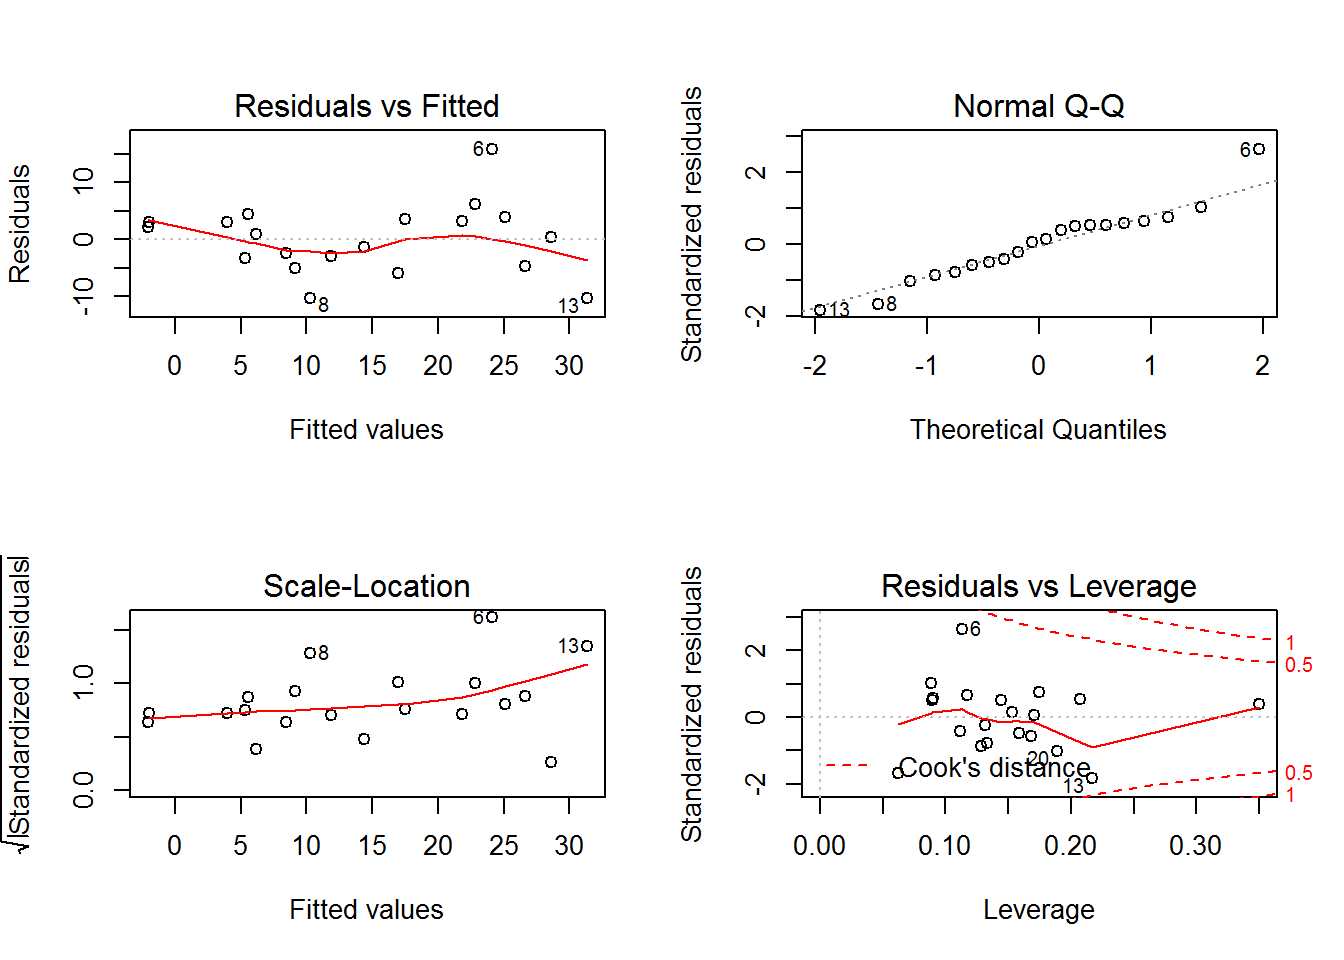 Residuals vs Fitted
Residuals
-10 0 10
6
8
13
0 5 10 15 20 25 30
Fitted values
Normal Q-Q
Standardized residuals
-2 0 2
6
13
8
-2 -1 0 1 2
Theoretical Quantiles
Scale-Location
√|Standardized residuals|
0.0 1.0
6
8
13
0 5 10 15 20 25 30
Fitted values
Residuals vs Leverage
Standardized residuals
-2 0 2
6
20
13
Cook's distance
1
0.5
0.5
1
0.00 0.10 0.20 0.30
Leverage